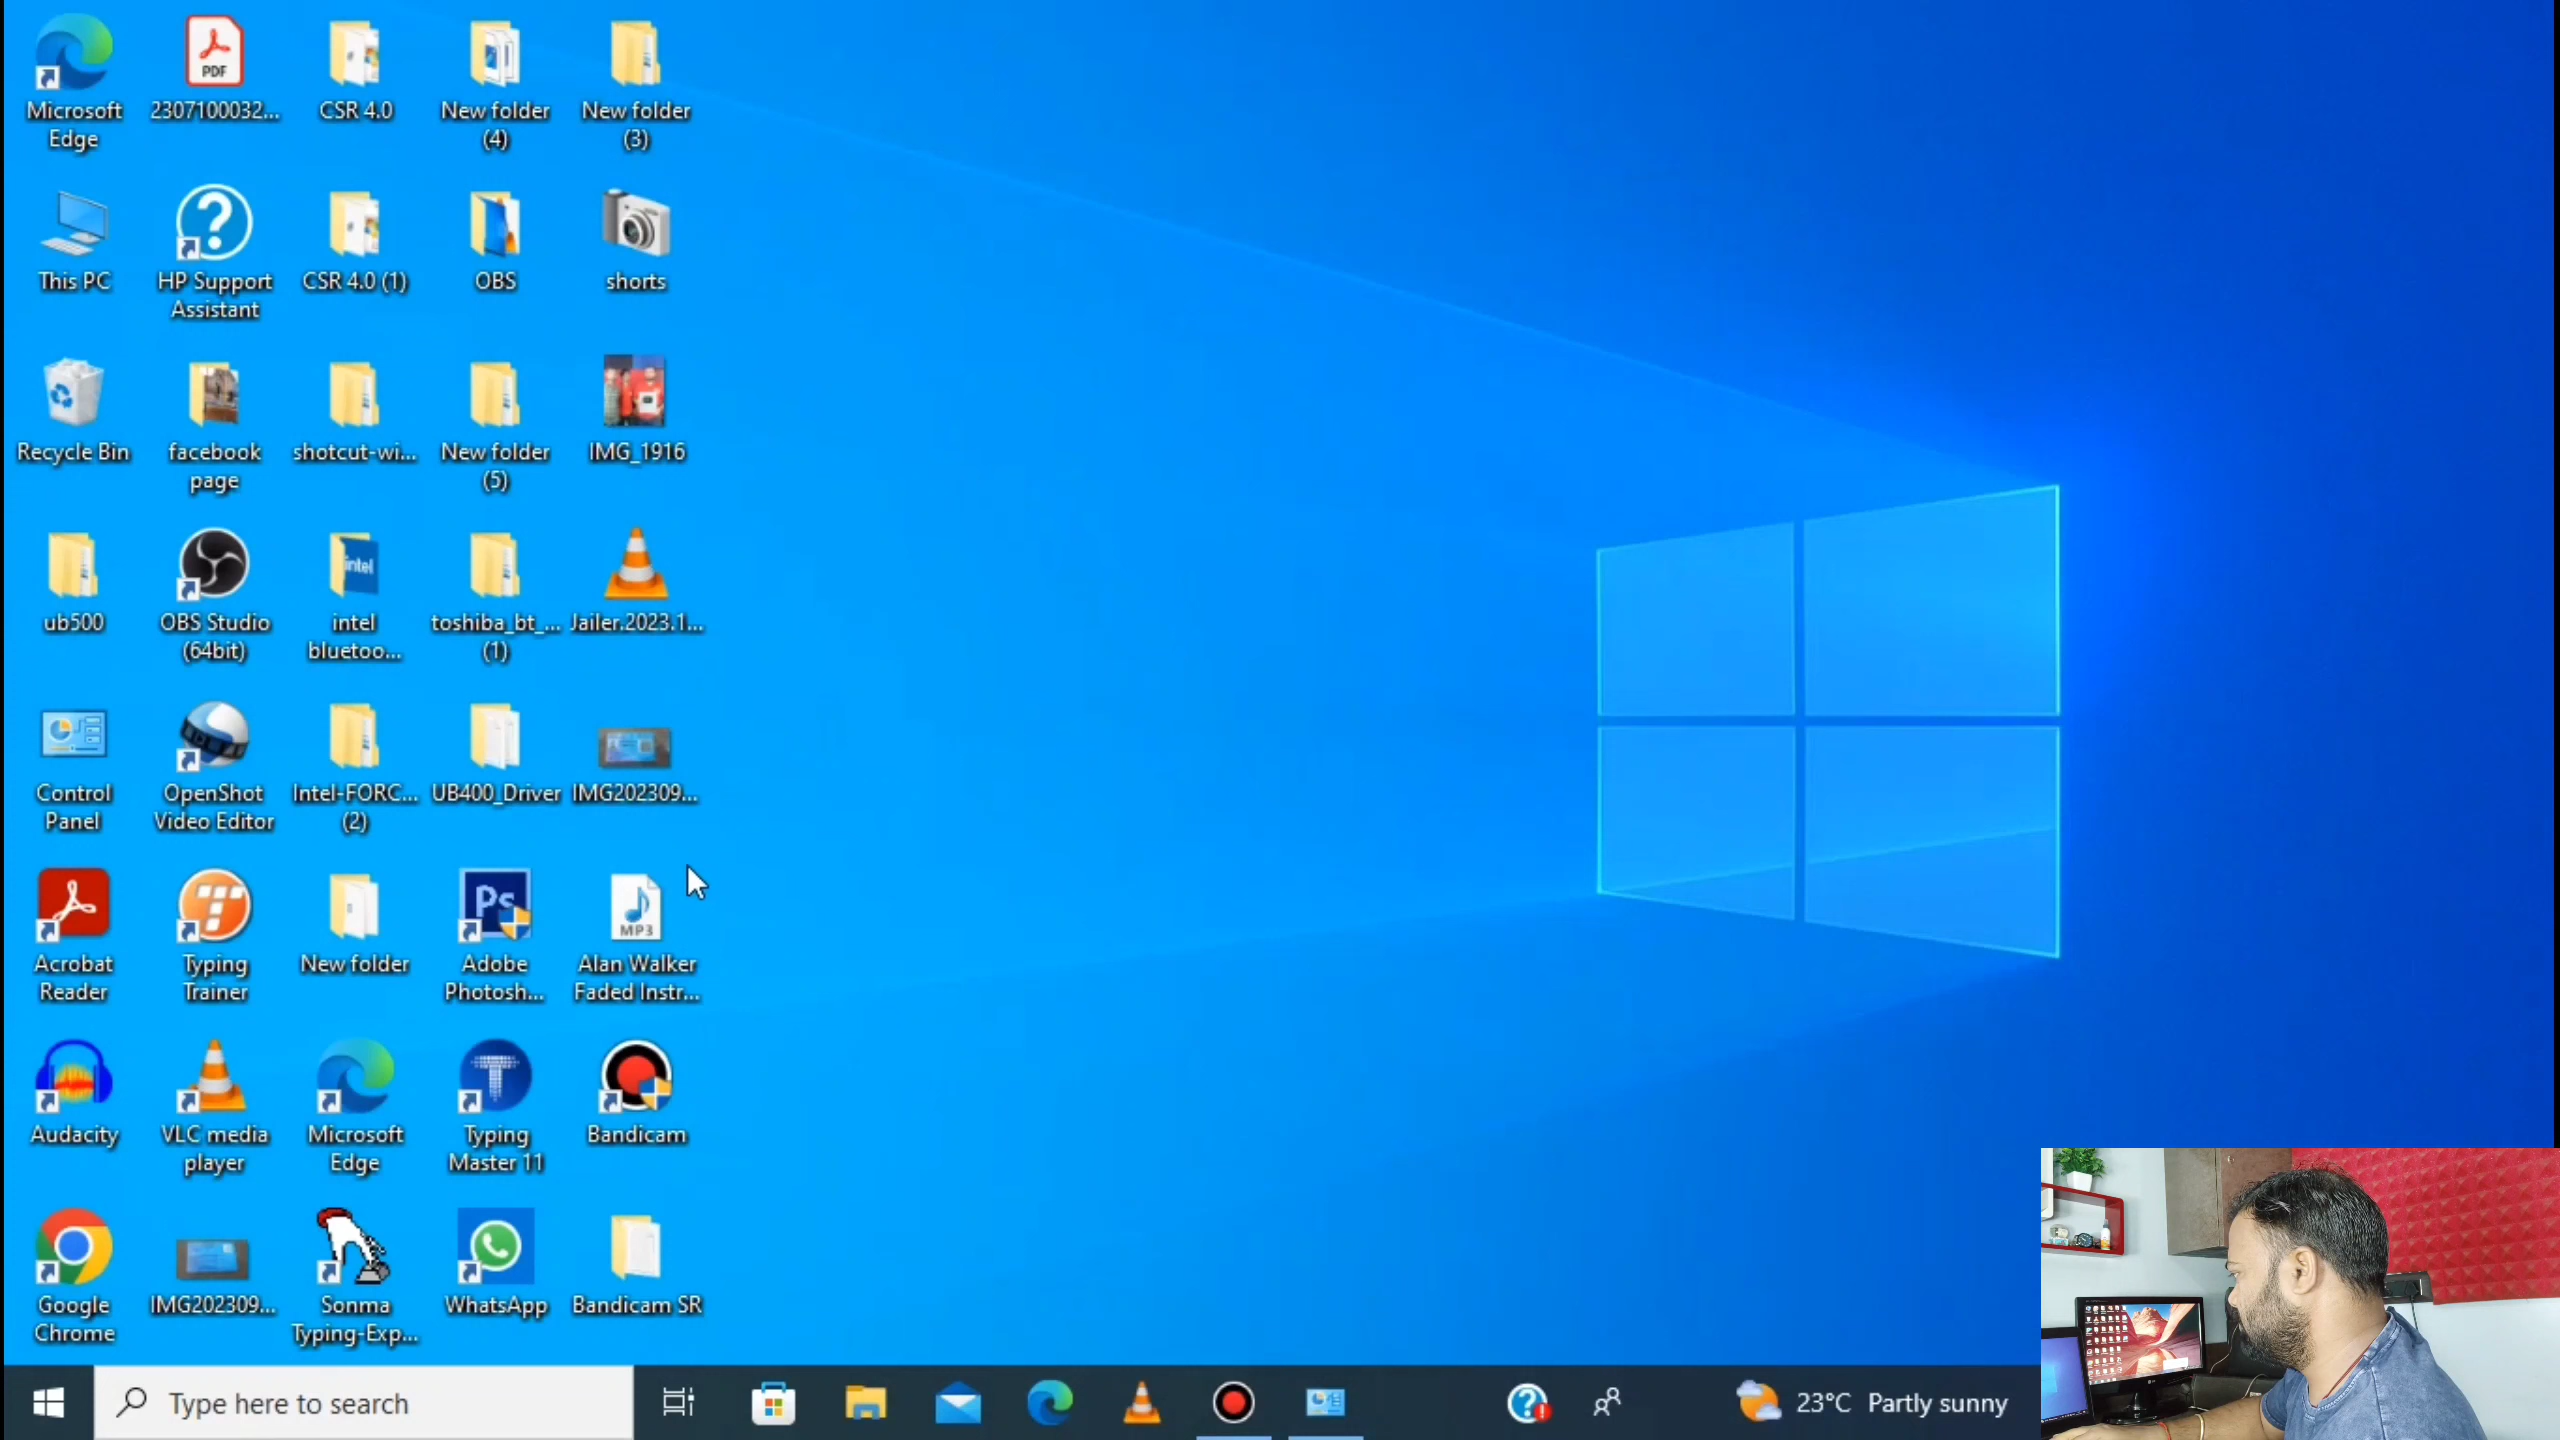 PDF
Microsoft
Edge
2307100032...
CSR 4.0
New folder
(4)
New folder
(3)
This PC
HP Support
Assistant
CSR 4.0 (1)
OBS
shorts
Recycle Bin
facebook
page
shotcut-wi...
New folder
(5)
IMG_1916
intel
ub500
OBS Studio
(64bit)
intel
bluetoo...
toshiba_bt_...
(1)
Jailer.2023.1...
Control
Panel
OpenShot
Video Editor
Intel-FORC...
(2)
UB400_Driver
IMG202309...
Ps
MP3
Acrobat
Reader
Typing
Trainer
New folder
Adobe
Photosh...
Alan Walker
Faded Instr...
Audacity
VLC media
player
Microsoft
Edge
Typing
Master 11
Bandicam
Google
Chrome
IMG202309...
Sonma
Typing-Exp...
WhatsApp
Bandicam SR
Type here to search
23°C Partly sunny